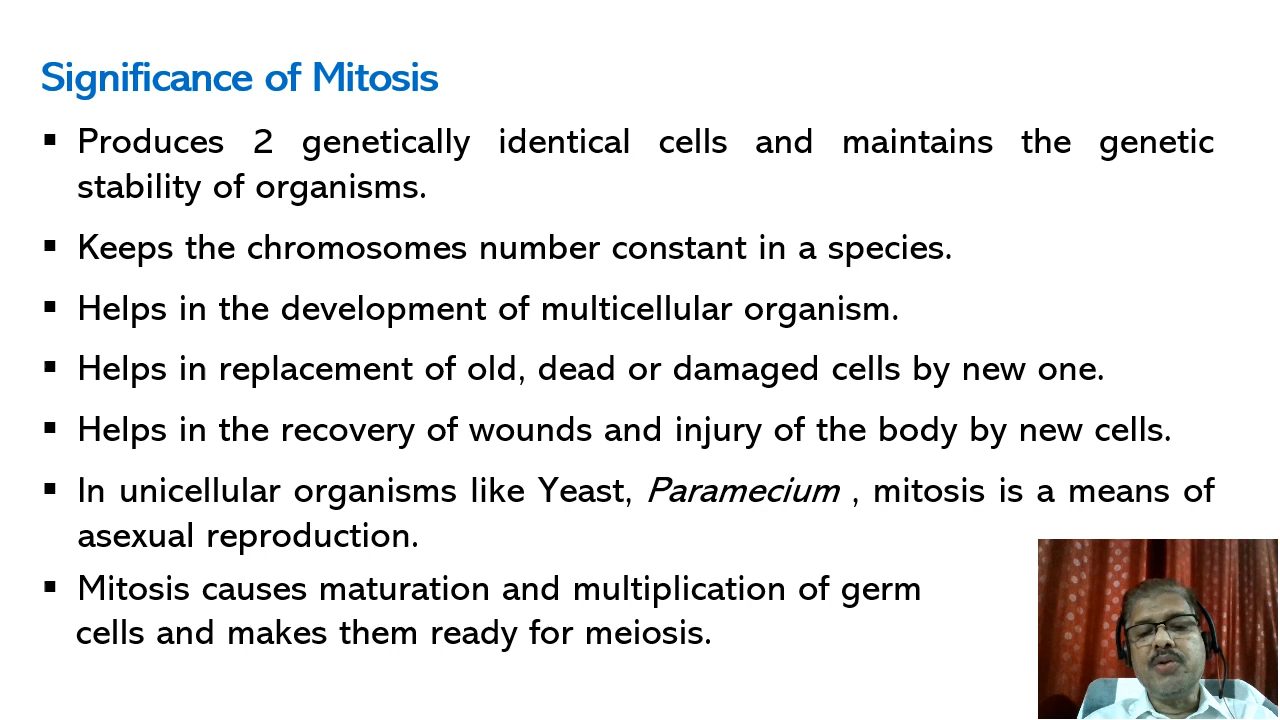 Significance of Mitosis
▪ Produces 2 genetically identical cells and maintains the genetic
stability of organisms.
▪ Keeps the chromosomes number constant in a species.
▪ Helps in the development of multicellular organism.
▪ Helps in replacement of old, dead or damaged cells by new one.
▪ Helps in the recovery of wounds and injury of the body by new cells.
▪ In unicellular organisms like Yeast, Paramecium , mitosis is a means of
asexual reproduction.
▪ Mitosis causes maturation and multiplication of germ
cells and makes them ready for meiosis.